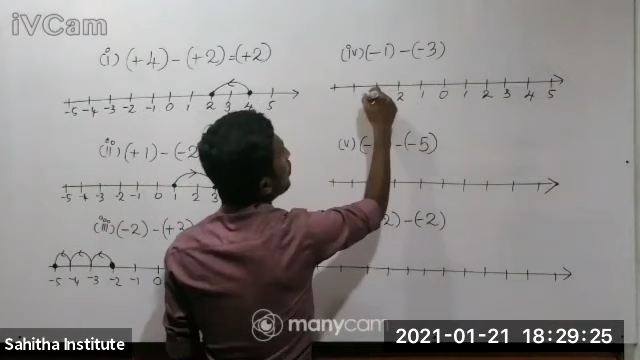 iVCam
(i) (+4) - (+2) = (+2)
-5 -4 -3 -2 -1 0 1 2 3 4 5
(ii) (+1) - (-2
-5 -4 -3 -2 -1 0 1 2 3
(iii) (-2) - (+3)
-5 -4 -3 -2 -1 0
(iv) (-1) - (-3)
2 1 0 1 2 3 4 5
(v) (- - (-5)
2) - (-2)
manycam
Sahitha Institute
2021-01-21 18:29:25